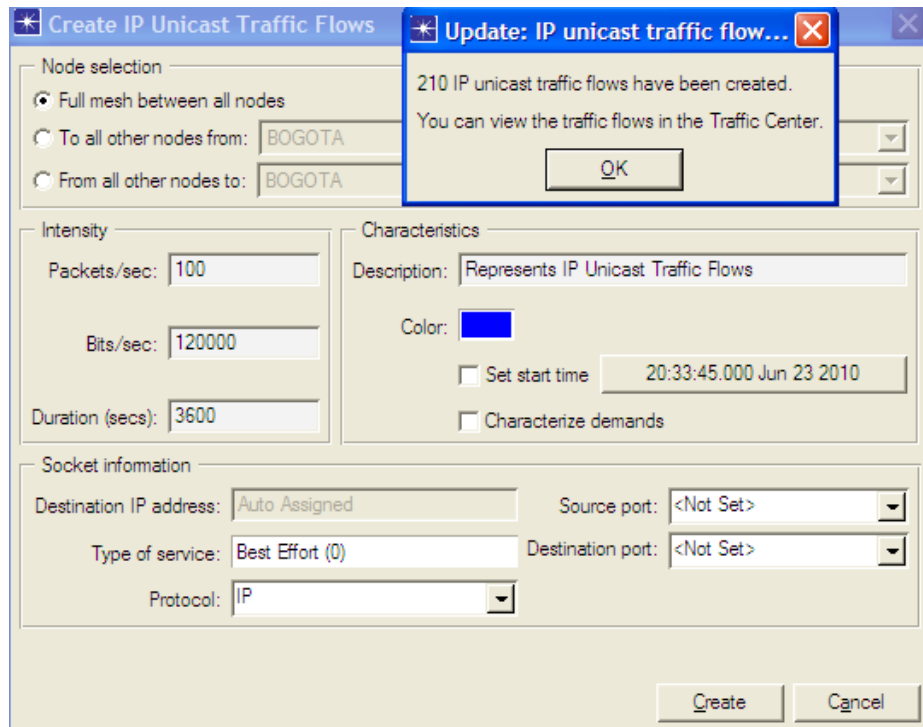 Create IP Unicast Traffic Flows
Update: IP unicast traffic flow...
210 IP unicast traffic flows have been created.
You can view the traffic flows in the Traffic Center.
OK
Node selection
Full mesh between all nodes
To all other nodes from: BOGOTA
From all other nodes to: BOGOTA
Intensity
Packets/sec: 100
Bits/sec: 120000
Duration (secs): 3600
Characteristics
Description: Represents IP Unicast Traffic Flows
Color:
Set start time 20:33:45.000 Jun 23 2010
Characterize demands
Socket information
Destination IP address: Auto Assigned
Source port: <Not Set>
Type of service: Best Effort (0)
Destination port: <Not Set>
Protocol: IP
Create
Cancel